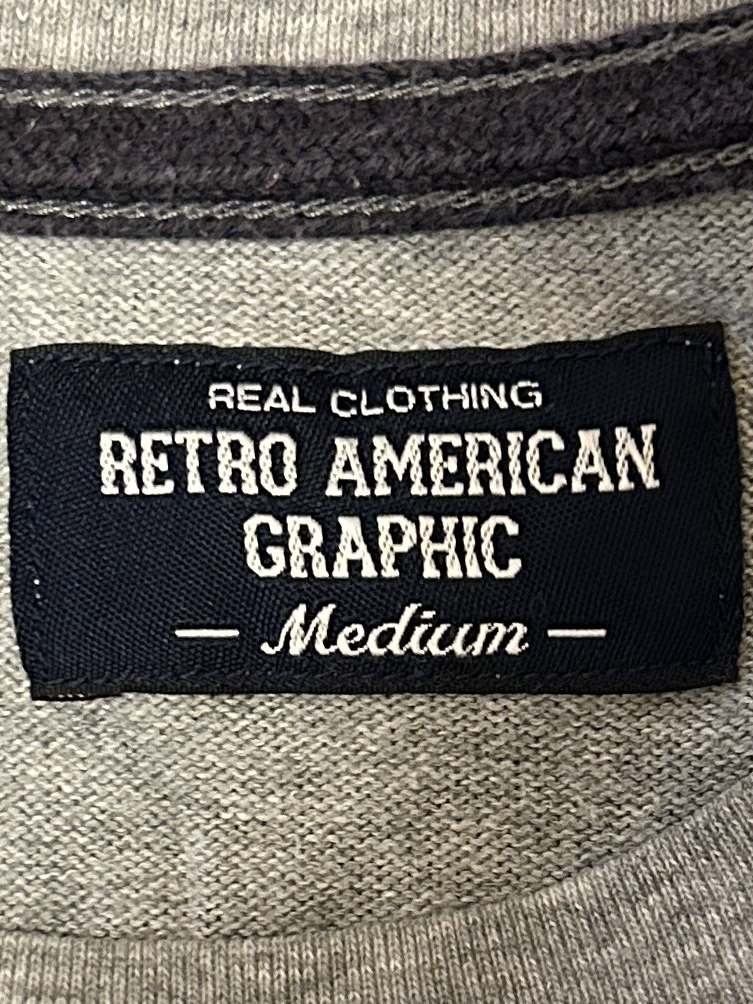 REAL CLOTHING
RETRO AMERICAN
GRAPHIC
— Medium —